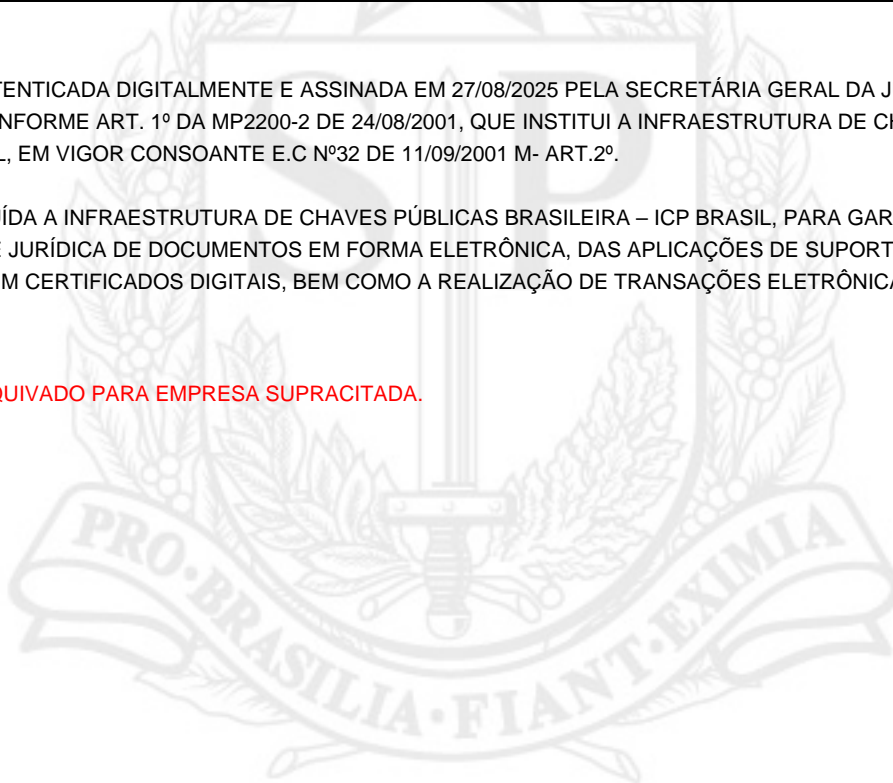 TENTICADA DIGITALMENTE E ASSINADA EM 27/08/2025 PELA SECRETÁRIA GERAL DA J
NFORME ART. 1º DA MP2200-2 DE 24/08/2001, QUE INSTITUI A INFRAESTRUTURA DE CH
L, EM VIGOR CONSOANTE E.C Nº32 DE 11/09/2001 M- ART.2º.
UÍDA A INFRAESTRUTURA DE CHAVES PÚBLICAS BRASILEIRA – ICP BRASIL, PARA GAR
E JURÍDICA DE DOCUMENTOS EM FORMA ELETRÔNICA, DAS APLICAÇÕES DE SUPORT
M CERTIFICADOS DIGITAIS, BEM COMO A REALIZAÇÃO DE TRANSAÇÕES ELETRÔNICA
QUIVADO PARA EMPRESA SUPRACITADA.
SP
PRO·BRASILIA·FIANT·EXIMIA